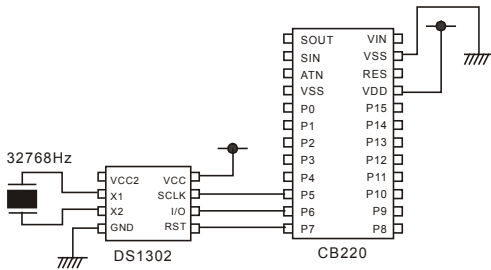 SOUT VIN
SIN VSS
ATN RES
VSS VDD
P0 P15
P1 P14
P2 P13
P3 P12
P4 P11
P5 P10
P6 P9
P7 P8
CB220
32768Hz
VCC2 VCC
X1 SCLK
X2 I/O
GND RST
DS1302